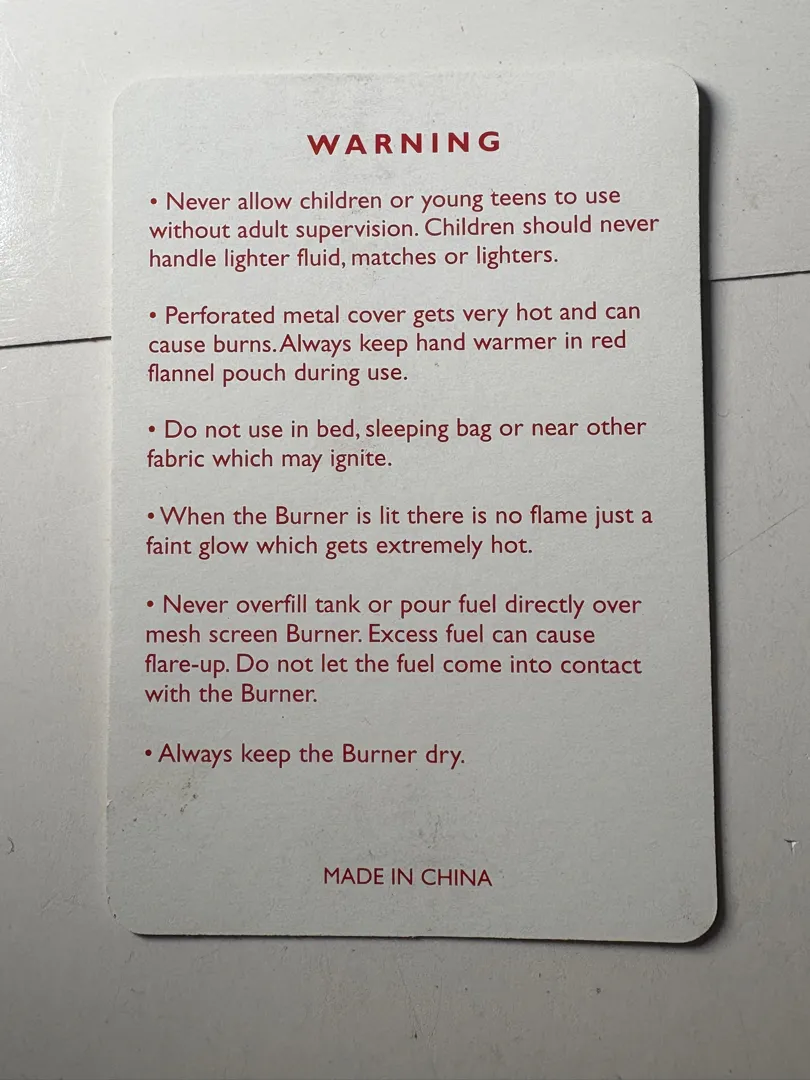 WARNING
• Never allow children or young teens to use
without adult supervision. Children should never
handle lighter fluid, matches or lighters.
• Perforated metal cover gets very hot and can
cause burns. Always keep hand warmer in red
flannel pouch during use.
• Do not use in bed, sleeping bag or near other
fabric which may ignite.
• When the Burner is lit there is no flame just a
faint glow which gets extremely hot.
• Never overfill tank or pour fuel directly over
mesh screen Burner. Excess fuel can cause
flare-up. Do not let the fuel come into contact
with the Burner.
• Always keep the Burner dry.
MADE IN CHINA